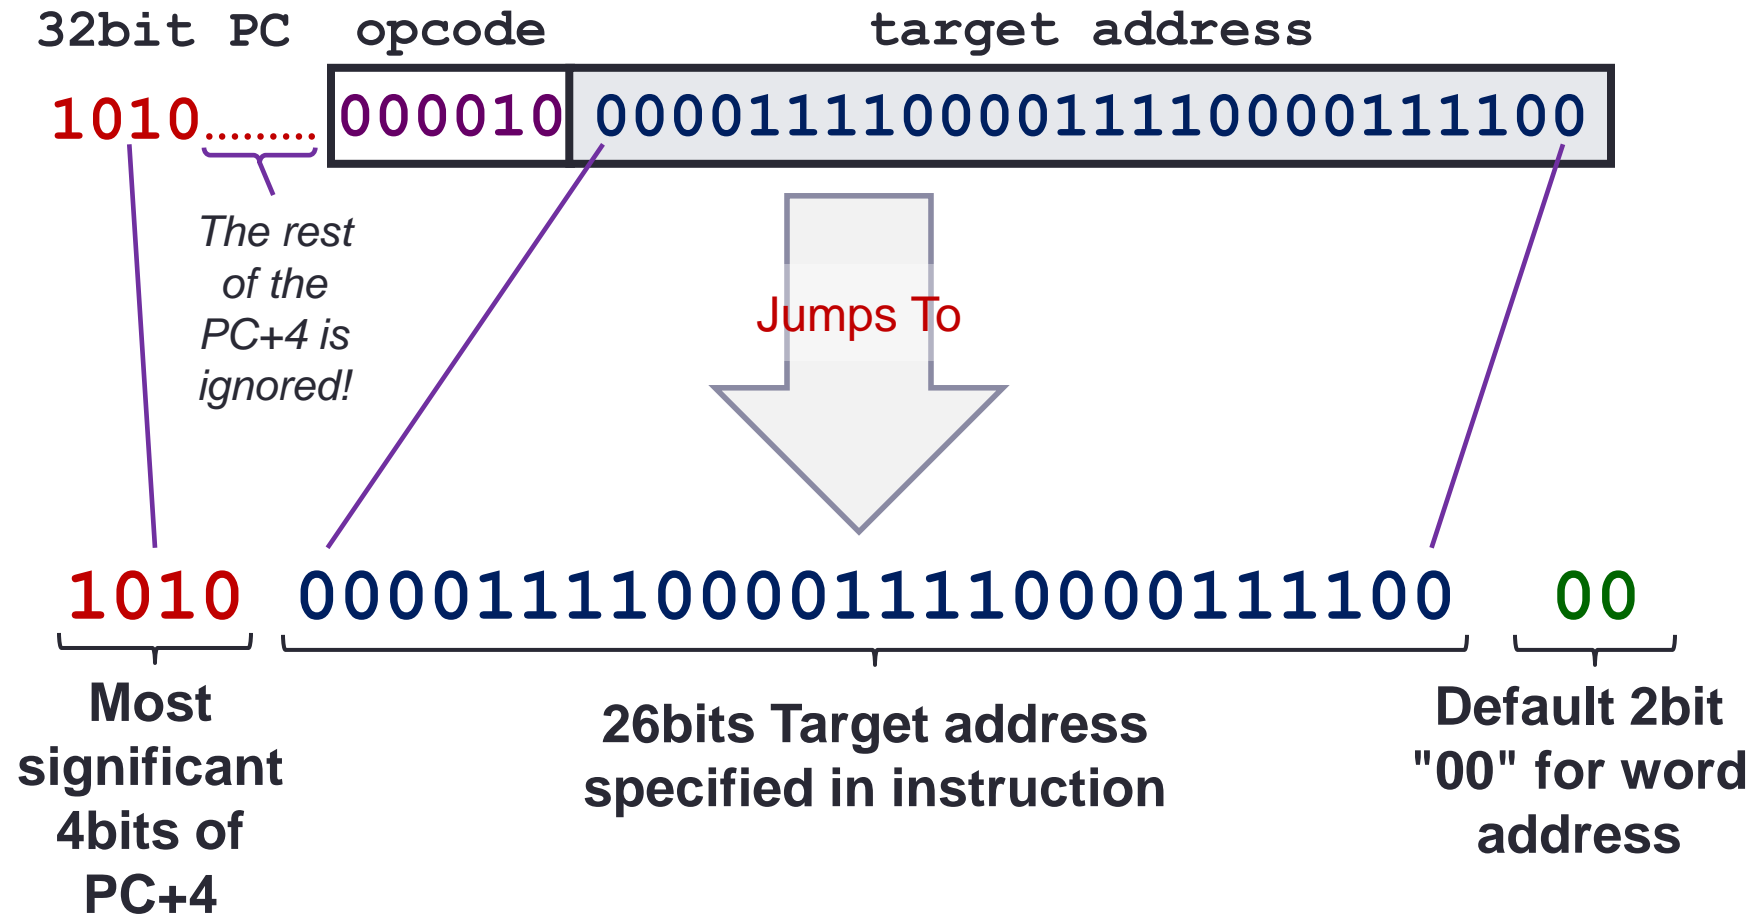 32bit PC opcode target address
1010......... 000010 00001111000011110000111100
The rest
of the
PC+4 is
ignored!
Jumps To
1010 00001111000011110000111100 00
Most
significant
4bits of
PC+4
26bits Target address
specified in instruction
Default 2bit
"00" for word
address